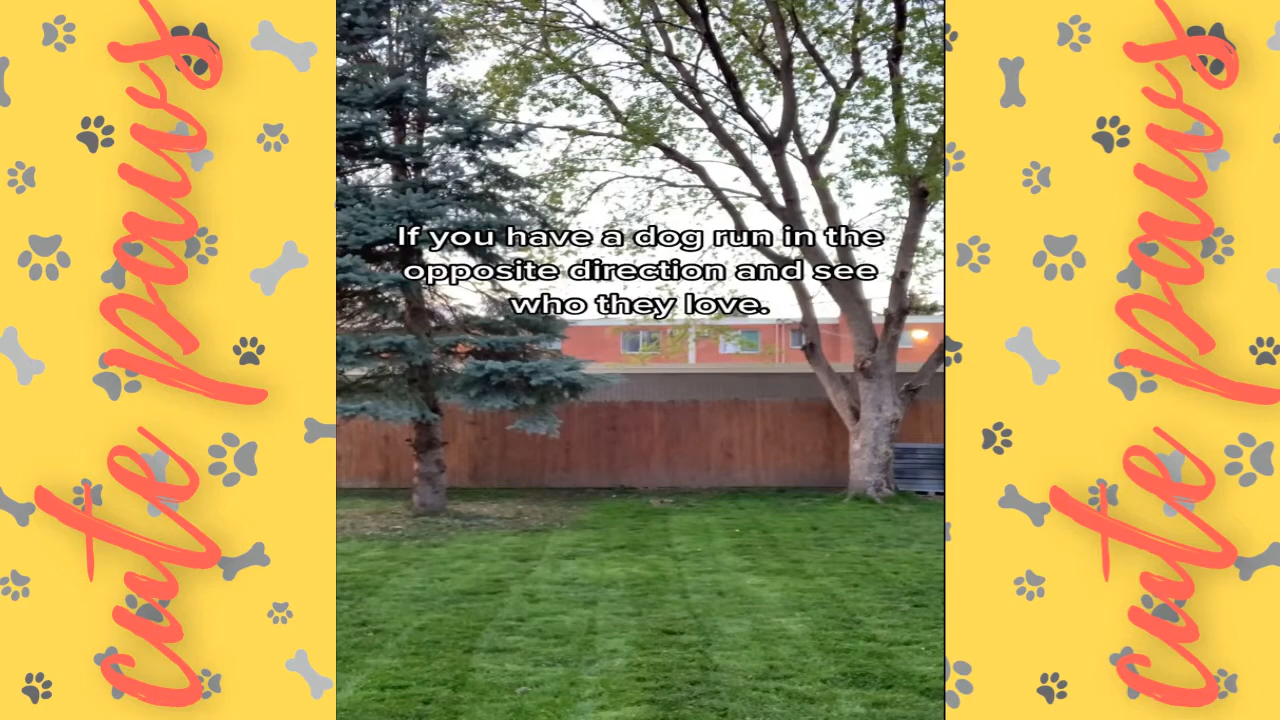 cute paws
If you have a dog run in the
opposite direction and see
who they love.
cute paws